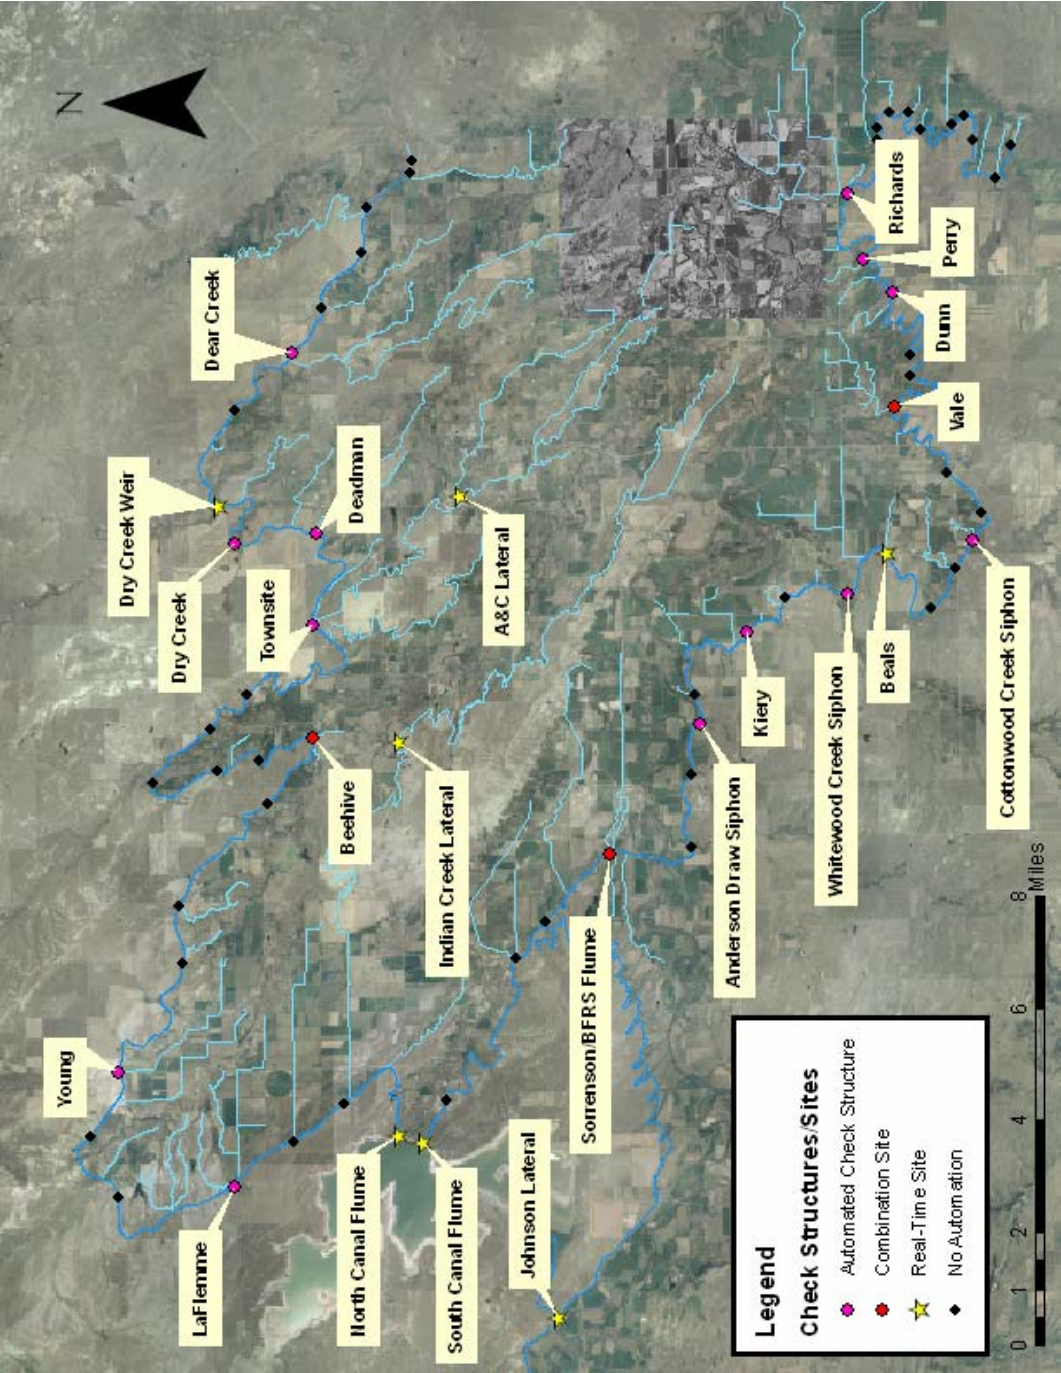 N
Young
LaFlemme
Dry Creek Weir
Dear Creek
Dry Creek
Townsite
Deadman
Beehive
A&C Lateral
Indian Creek Lateral
North Canal Flume
South Canal Flume
Johnson Lateral
Sorrenson/BFRS Flume
Anderson Draw Siphon
Kiery
Whitewood Creek Siphon
Beals
Cottonwood Creek Siphon
Vale
Dunn
Perry
Richards
Legend
Check Structures/Sites
Automated Check Structure
Combination Site
Real-Time Site
No Automation
0 1 2 4 6 8
Miles